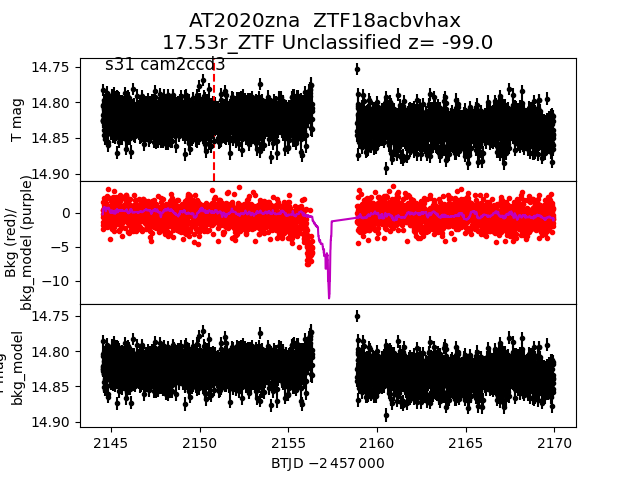 AT2020zna  ZTF18acbvhax
17.53r_ZTF Unclassified z= -99.0
s31 cam2ccd3
T mag
14.75
14.80
14.85
14.90
Bkg (red)/
bkg_model (purple)
0
−5
−10
bkg_model
14.75
14.80
14.85
14.90
2145
2150
2155
2160
2165
2170
BTJD −2 457 000